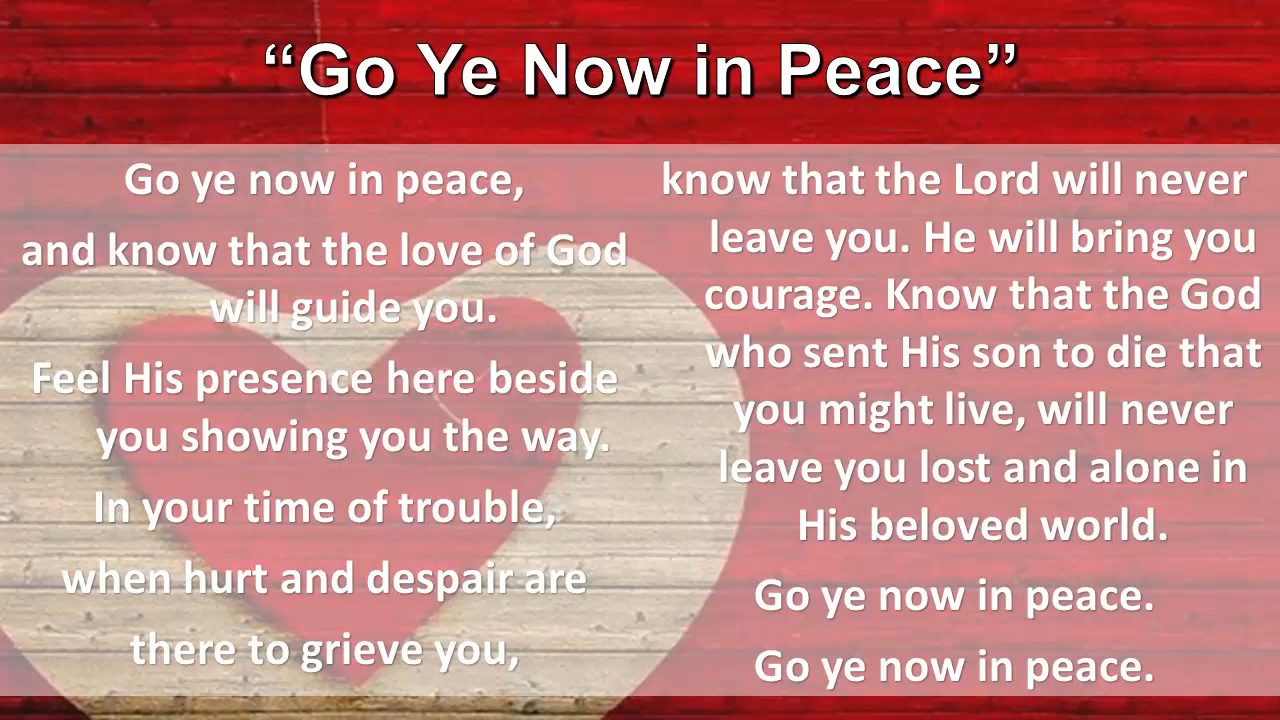 “Go Ye Now in Peace”
Go ye now in peace,
and know that the love of God
will guide you.
Feel His presence here beside
you showing you the way.
In your time of trouble,
when hurt and despair are
there to grieve you,
know that the Lord will never
leave you. He will bring you
courage. Know that the God
who sent His son to die that
you might live, will never
leave you lost and alone in
His beloved world.
Go ye now in peace.
Go ye now in peace.